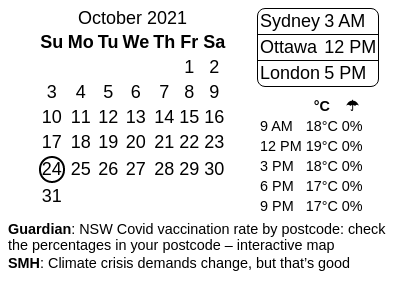 October 2021
Su Mo Tu We Th Fr Sa
1 2
3 4 5 6 7 8 9
10 11 12 13 14 15 16
17 18 19 20 21 22 23
24 25 26 27 28 29 30
31
Sydney 3 AM
Ottawa 12 PM
London 5 PM
°C ☂
9 AM 18°C 0%
12 PM 19°C 0%
3 PM 18°C 0%
6 PM 17°C 0%
9 PM 17°C 0%
Guardian: NSW Covid vaccination rate by postcode: check
the percentages in your postcode – interactive map
SMH: Climate crisis demands change, but that’s good